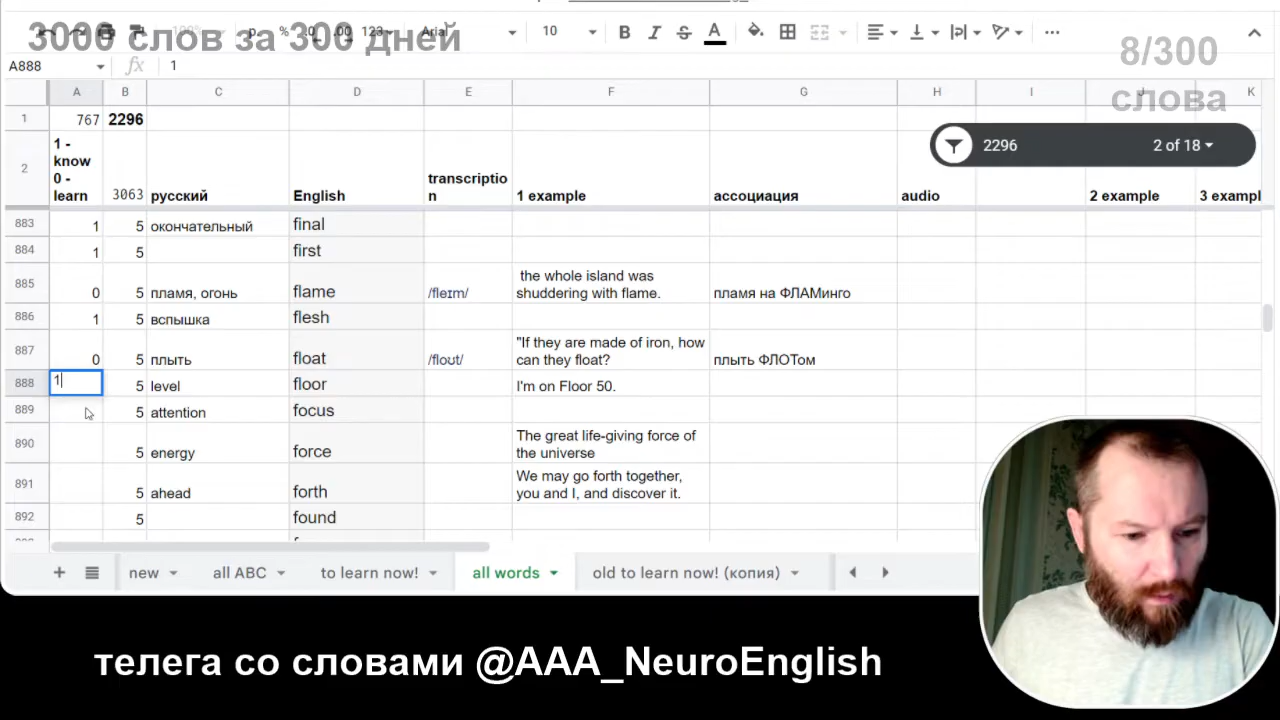 3000 слов за 300 дней
8/300
слова
123
Arial
10
A888
1
A B C D E F G H I J K
1 767 2296
2296 2 of 18
2 1 -
know
0 -
learn 3063 русский English transcriptio
n 1 example ассоциация audio 2 example 3 exampl
883 1 5 окончательный final
884 1 5 first
885 0 5 пламя, огонь flame /fleɪm/ the whole island was
shuddering with flame. пламя на ФЛАМинго
886 1 5 вспышка flesh
887 0 5 плыть float /floʊt/ "If they are made of iron, how
can they float? плыть ФЛОТом
888 1 5 level floor I'm on Floor 50.
889 5 attention focus
890 5 energy force The great life-giving force of
the universe
891 5 ahead forth We may go forth together,
you and I, and discover it.
892 5 found
new all ABC to learn now! all words old to learn now! (копия)
телега со словами @AAA_NeuroEnglish